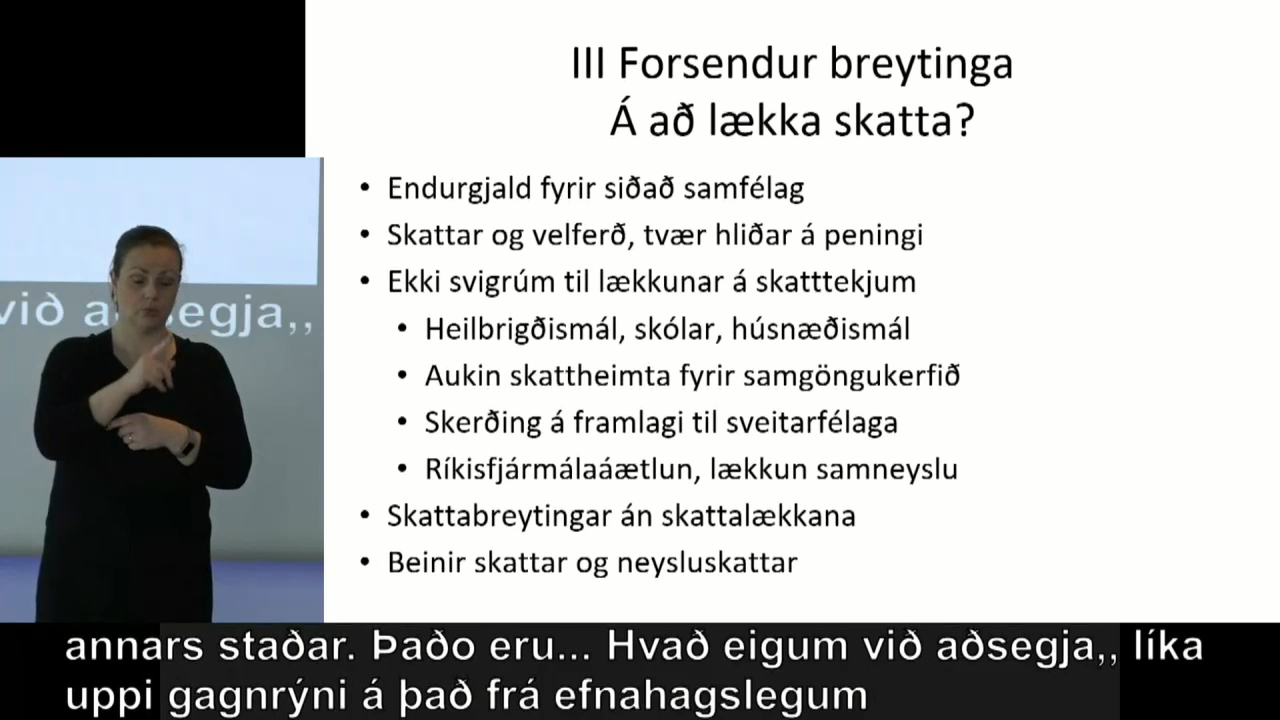 III Forsendur breytinga
Á að lækka skatta?
• Endurgjald fyrir siðað samfélag
• Skattar og velferð, tvær hliðar á peningi
• Ekki svigrúm til lækkunar á skatttekjum
• Heilbrigðismál, skólar, húsnæðismál
• Aukin skattheimta fyrir samgöngukerfið
• Skerðing á framlagi til sveitarfélaga
• Ríkisfjármálaáætlun, lækkun samneyslu
• Skattabreytingar án skattalækkana
• Beinir skattar og neysluskattar
við aðsegja,,
annars staðar. Þaðo eru... Hvað eigum við aðsegja,, líka
uppi gagnrýni á það frá efnahagslegum